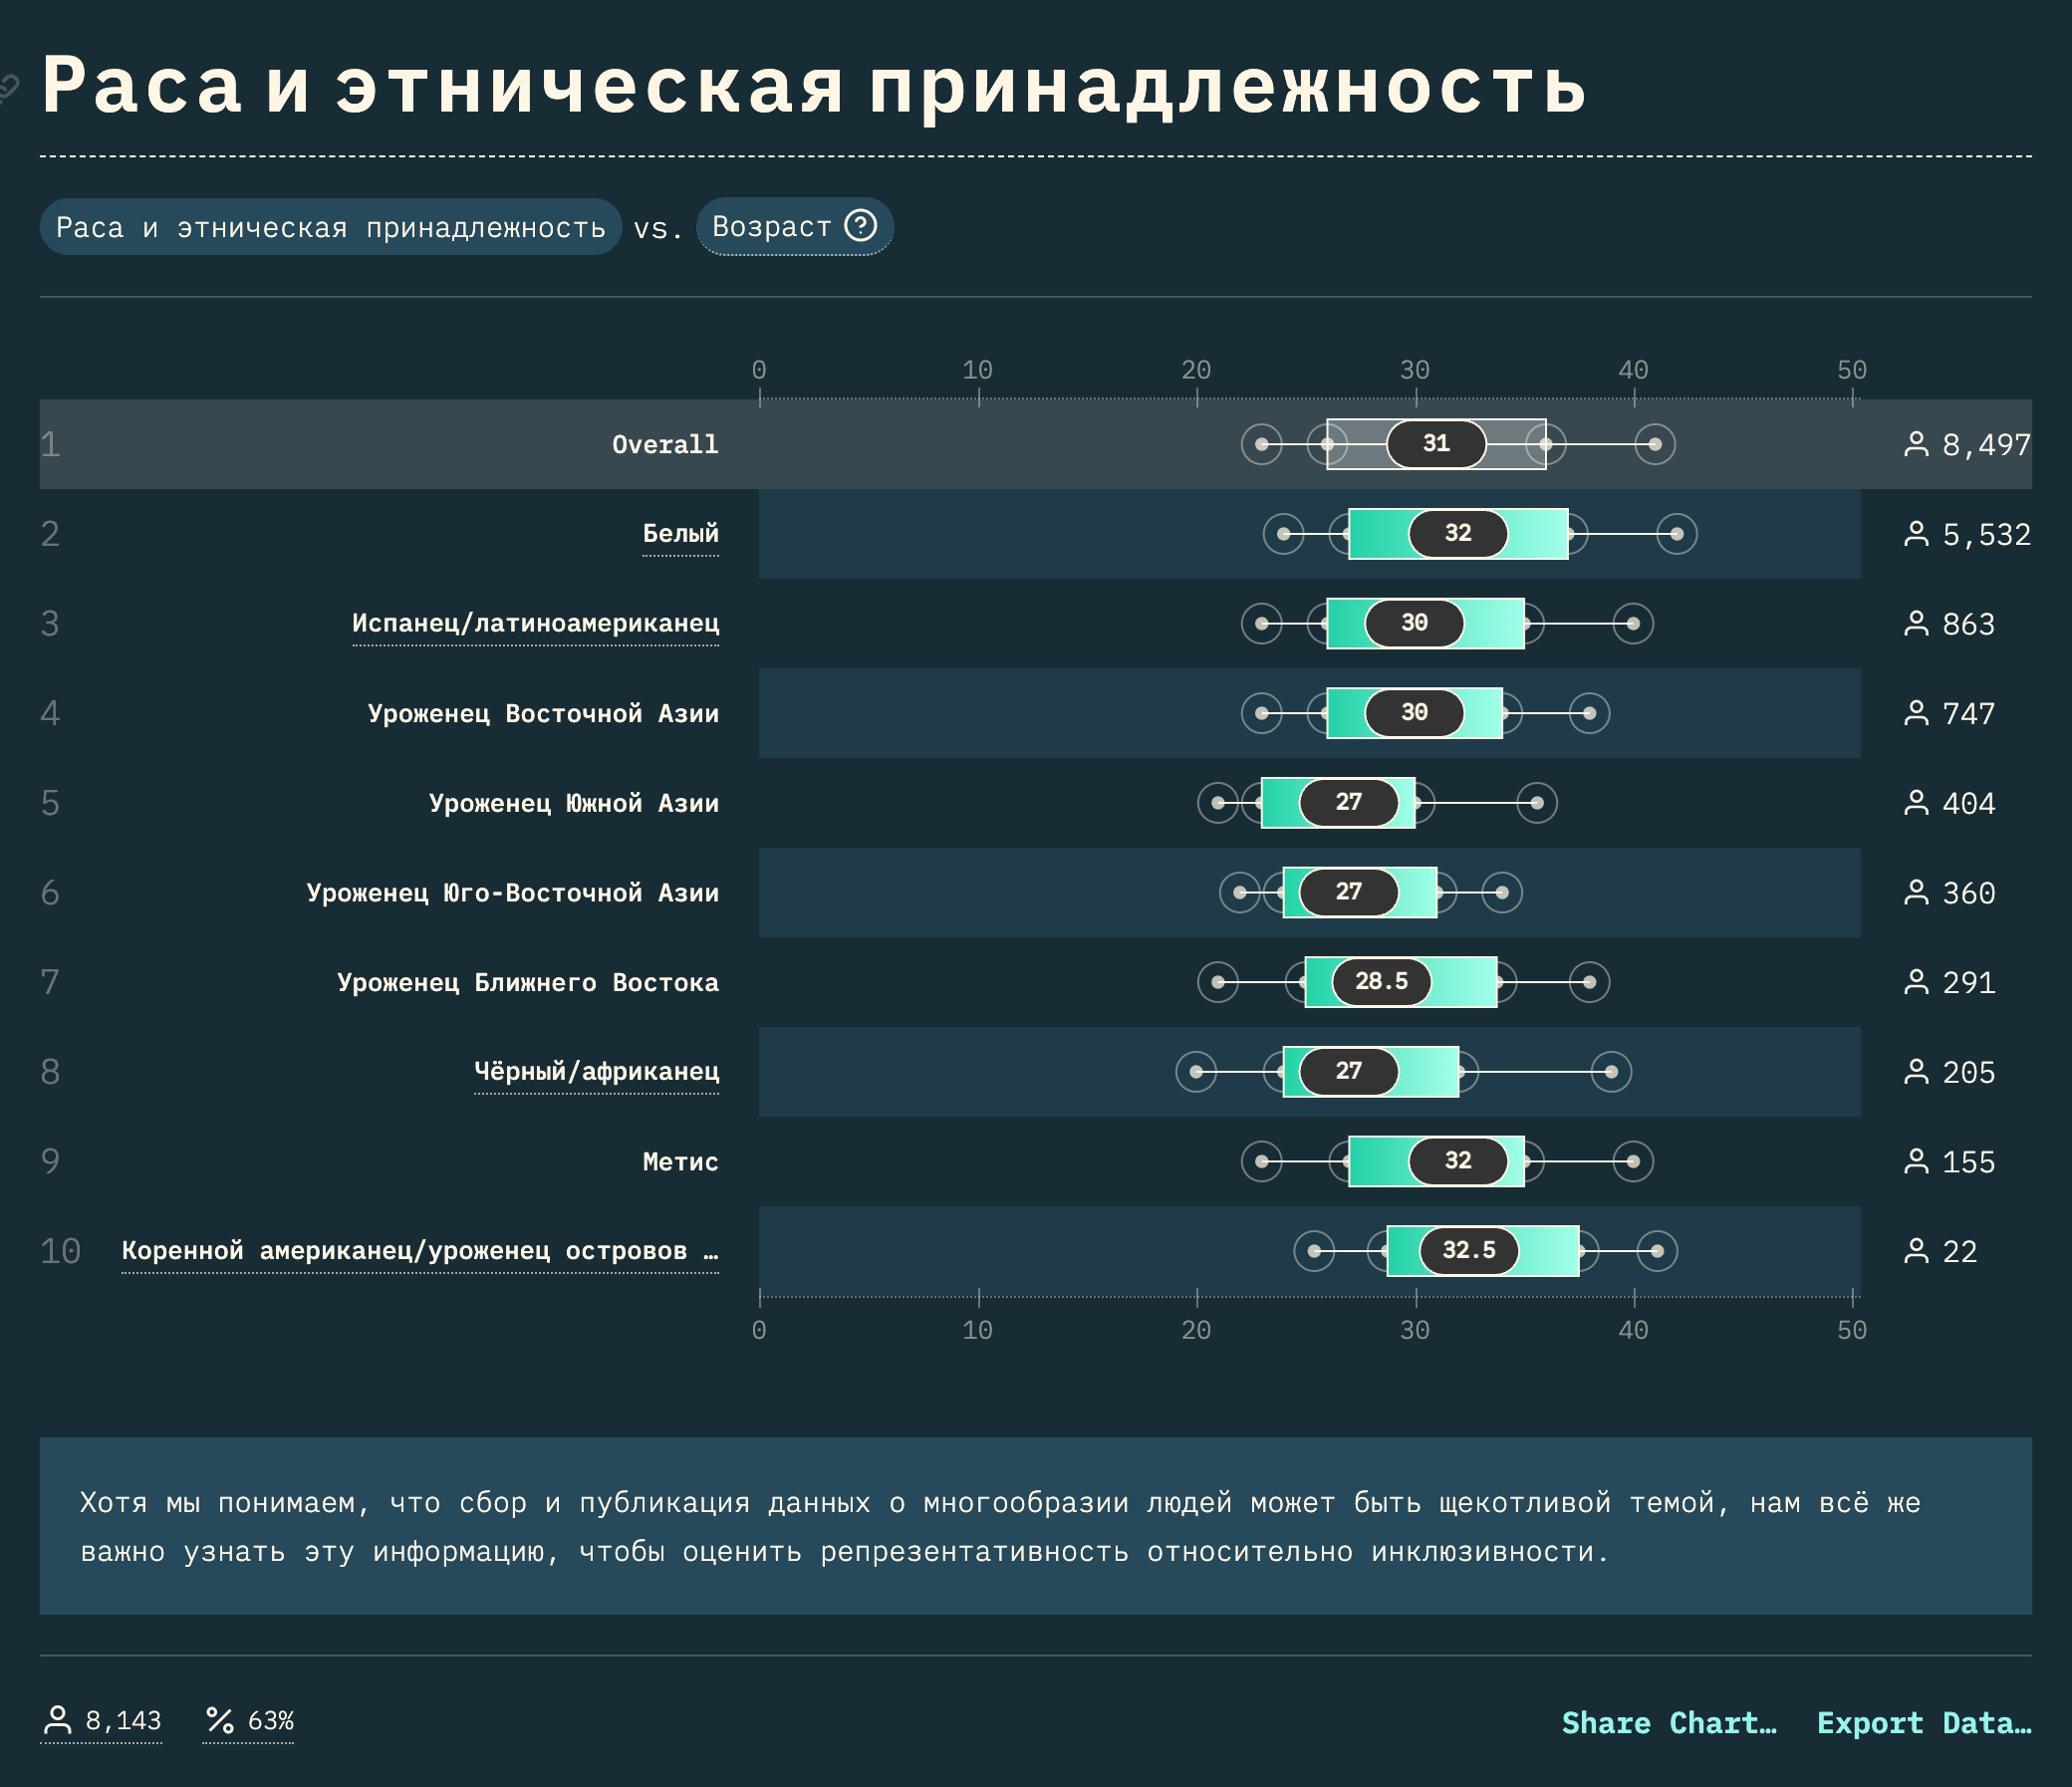 Раса и этническая принадлежность
Раса и этническая принадлежность vs. Возраст
0 10 20 30 40 50
1 Overall 31 8,497
2 Белый 32 5,532
3 Испанец/латиноамериканец 30 863
4 Уроженец Восточной Азии 30 747
5 Уроженец Южной Азии 27 404
6 Уроженец Юго-Восточной Азии 27 360
7 Уроженец Ближнего Востока 28.5 291
8 Чёрный/африканец 27 205
9 Метис 32 155
10 Коренной американец/уроженец островов … 32.5 22
0 10 20 30 40 50
Хотя мы понимаем, что сбор и публикация данных о многообразии людей может быть щекотливой темой, нам всё же
важно узнать эту информацию, чтобы оценить репрезентативность относительно инклюзивности.
8,143 63% Share Chart… Export Data…